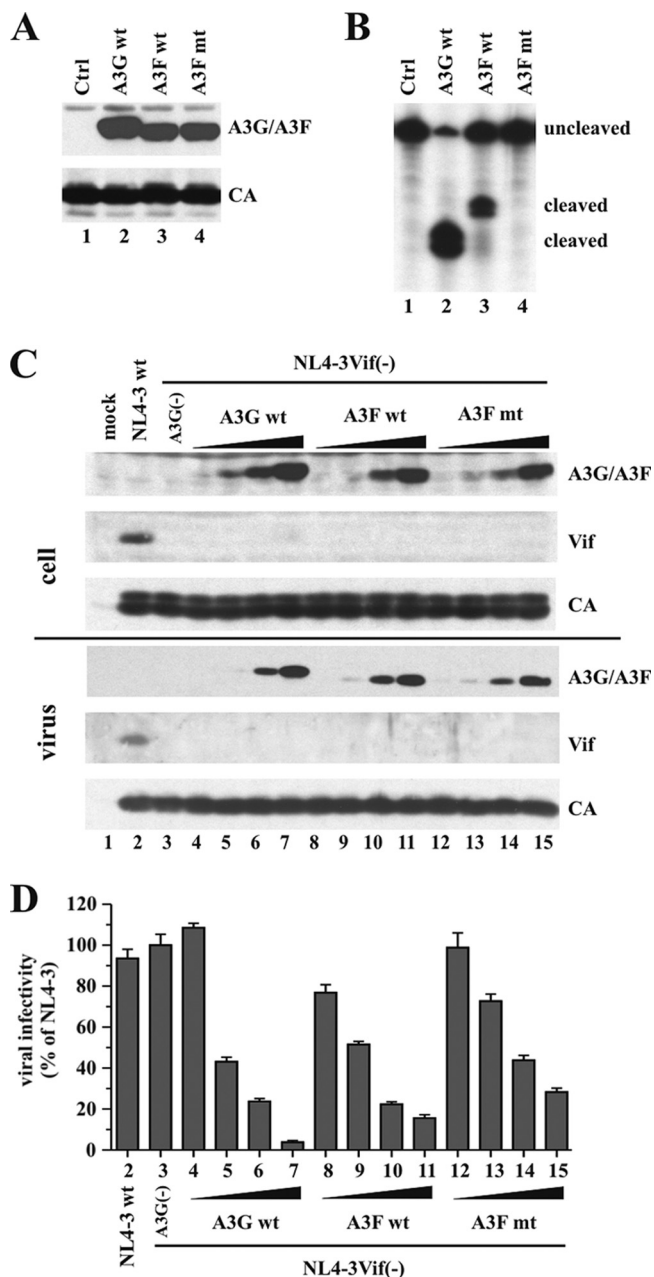 A
Ctrl
A3G wt
A3F wt
A3F mt
A3G/A3F
CA
1 2 3 4
B
Ctrl
A3G wt
A3F wt
A3F mt
uncleaved
cleaved
cleaved
1 2 3 4
C
NL4-3Vif(-)
mock
NL4-3 wt
A3G(-)
A3G wt A3F wt A3F mt
cell
A3G/A3F
Vif
CA
virus
A3G/A3F
Vif
CA
1 2 3 4 5 6 7 8 9 10 11 12 13 14 15
D
viral infectivity
(% of NL4-3)
120
100
80
60
40
20
0
2 3 4 5 6 7 8 9 10 11 12 13 14 15
NL4-3 wt
A3G(-)
A3G wt A3F wt A3F mt
NL4-3Vif(-)